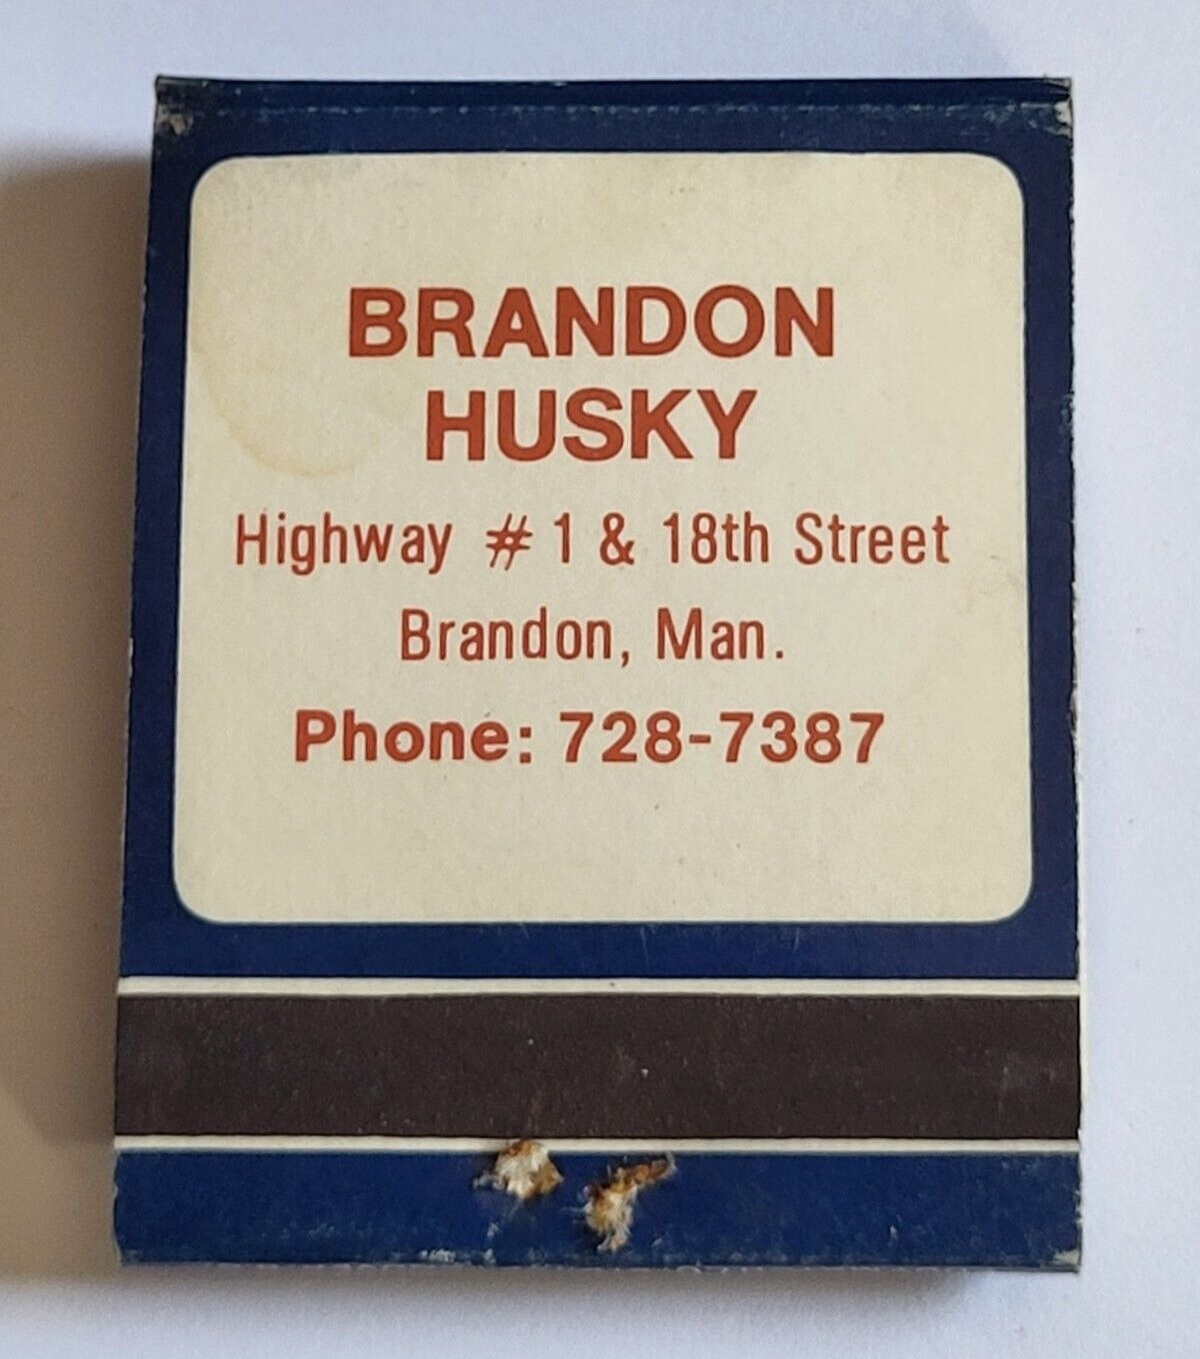 BRANDON
HUSKY
Highway # 1 & 18th Street
Brandon, Man.
Phone: 728-7387